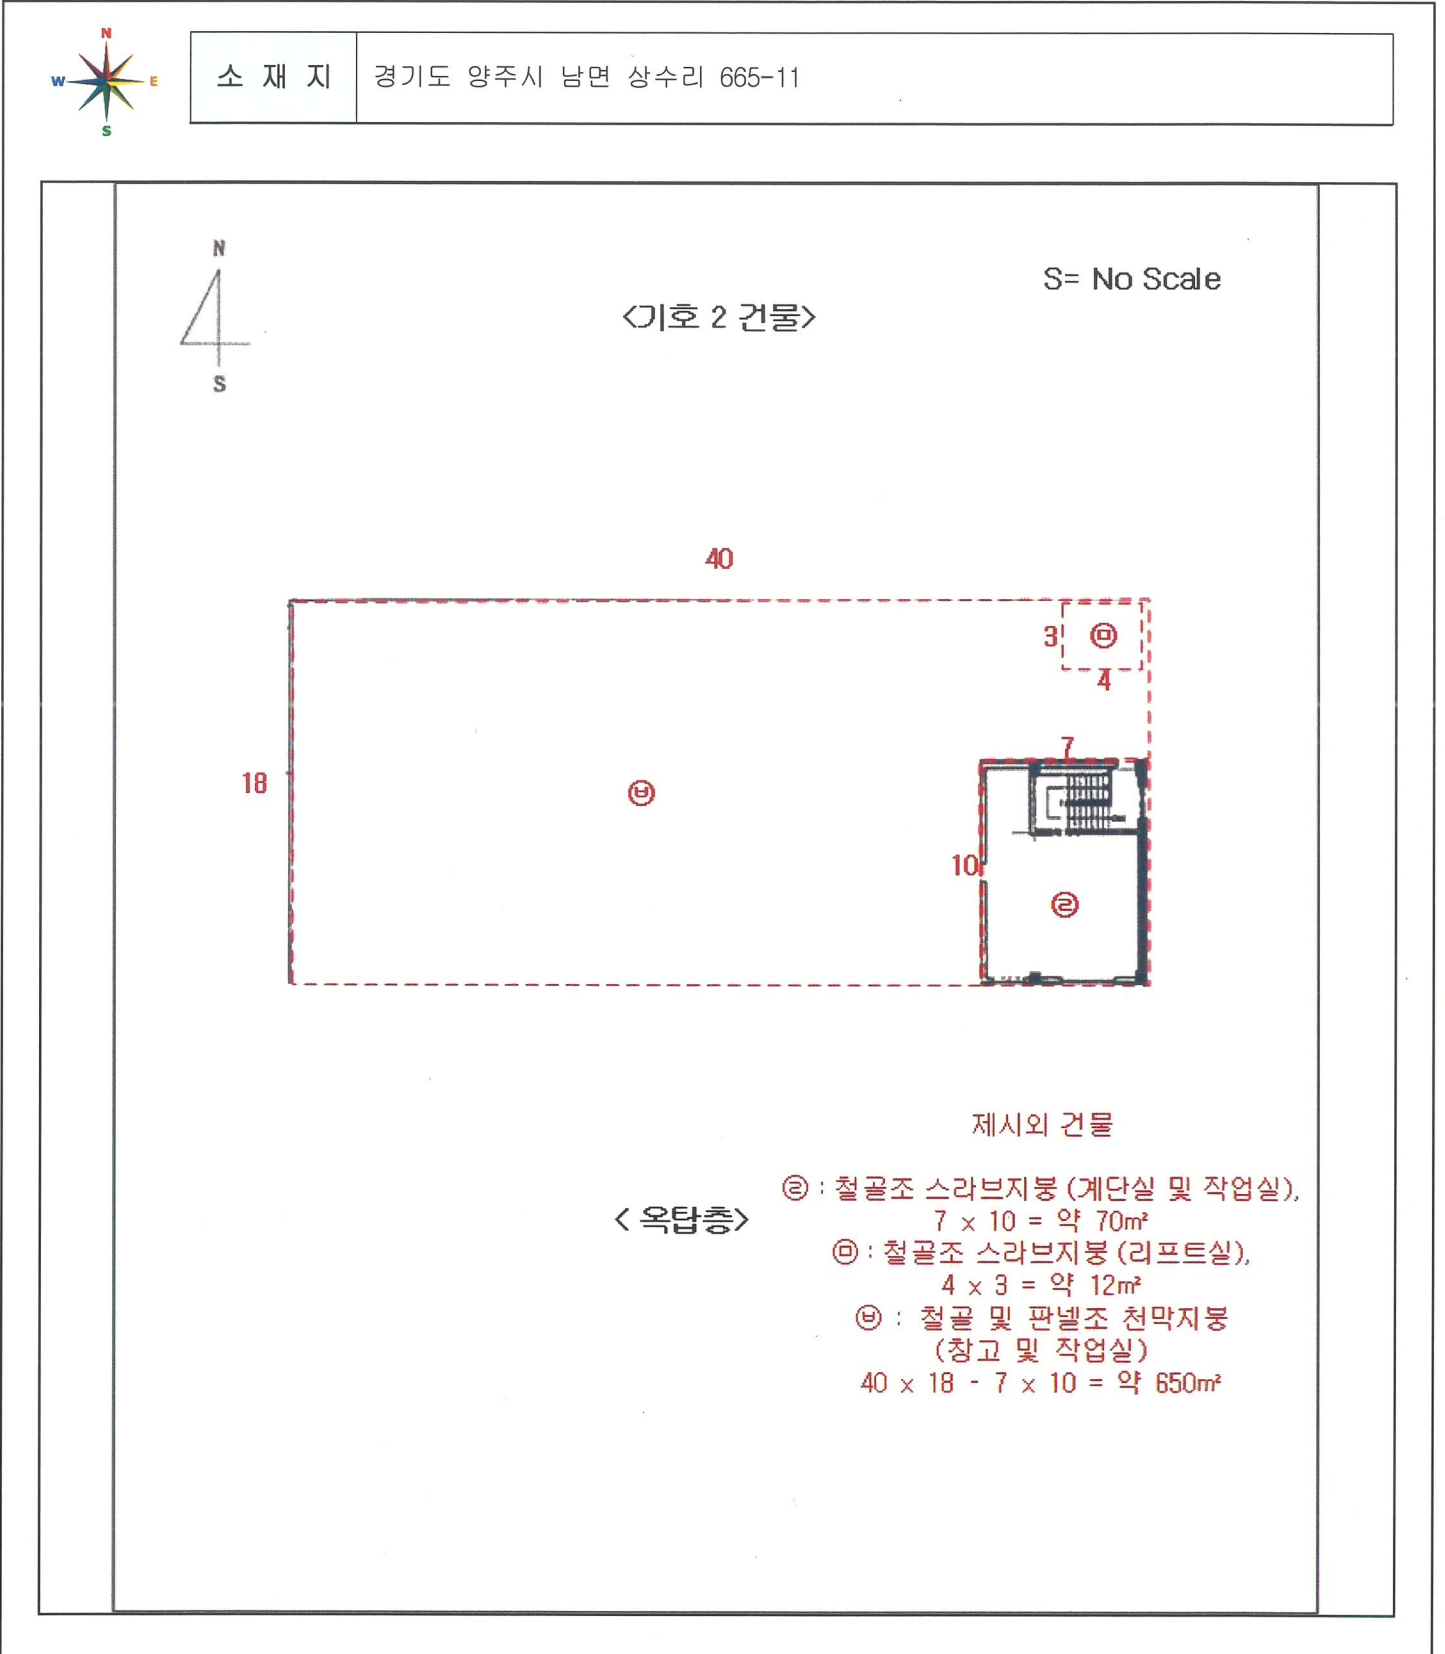 N
W E
S
소 재 지 경기도 양주시 남면 상수리 665-11
N
S
S= No Scale
<기호 2 건물>
40
3 ㉤
4
18
㉥
7
10
㉣
제시외 건물
㉣ : 철골조 스라브지붕 (계단실 및 작업실),
7 x 10 = 약 70㎡
<옥탑층>
㉤ : 철골조 스라브지붕 (리프트실),
4 x 3 = 약 12㎡
㉥ : 철골 및 판넬조 천막지붕
(창고 및 작업실)
40 x 18 - 7 x 10 = 약 650㎡